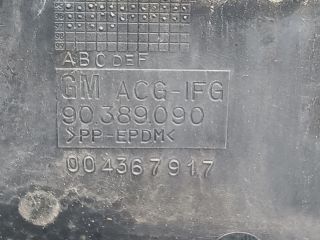 ABCDEF
GM ACG-IFG
90.389.090
>PP-EPDM<
004367917